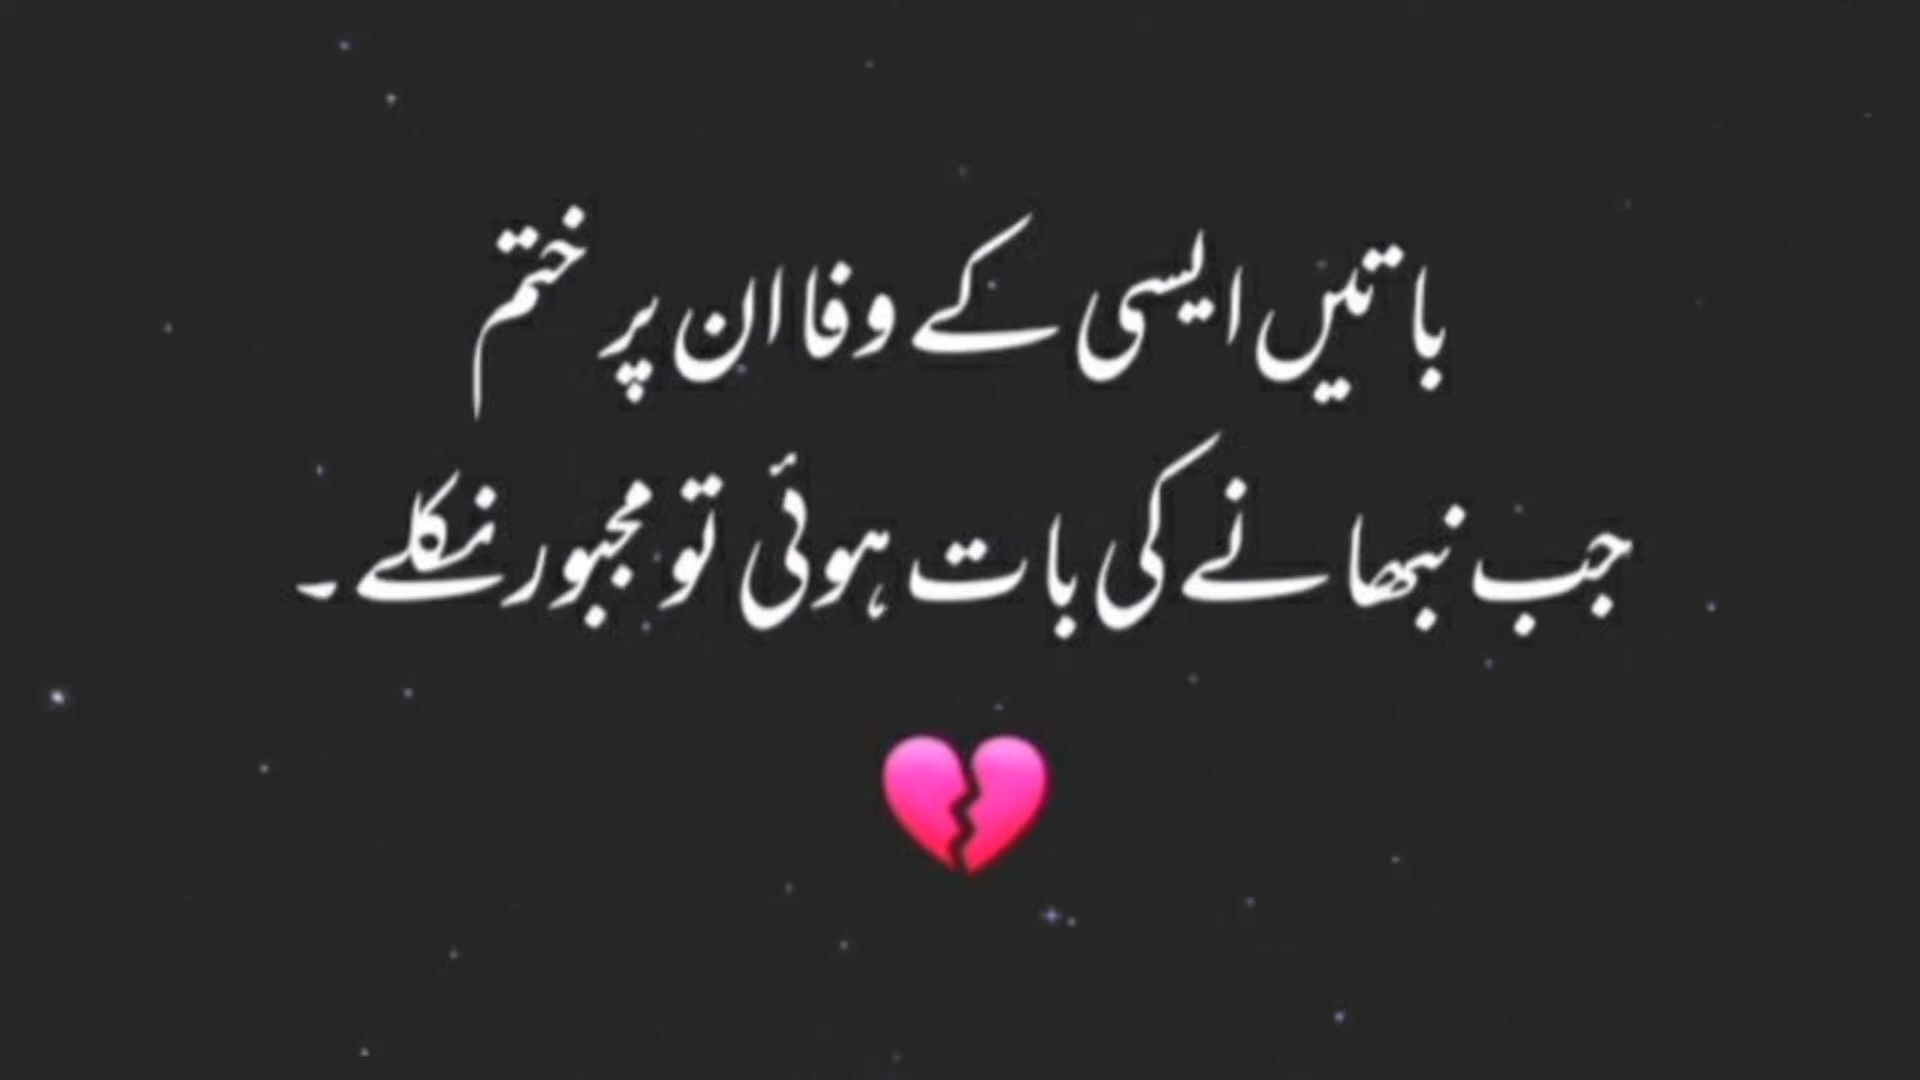 باتیں ایسی کے وفا ان پر ختم
جب نبھانے کی بات ہوئی تو مجبور نکلے ۔
💔